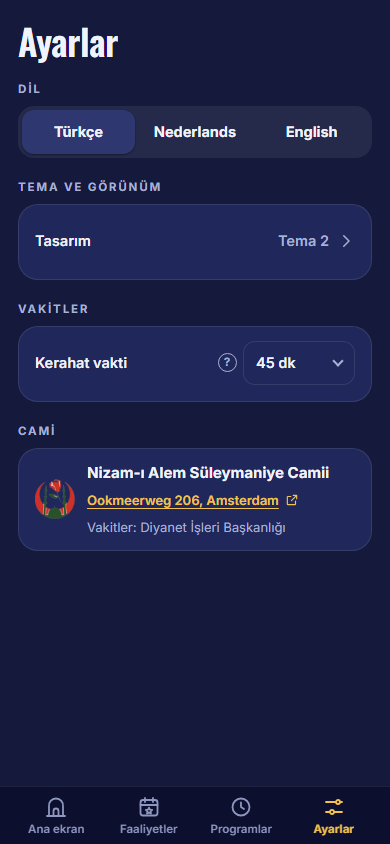 Ayarlar
DİL
Türkçe
Nederlands
English
TEMA VE GÖRÜNÜM
Tasarım
Tema 2
VAKİTLER
Kerahat vakti
?
45 dk
CAMİ
Nizam-ı Alem Süleymaniye Camii
Ookmeerweg 206, Amsterdam
Vakitler: Diyanet İşleri Başkanlığı
Ana ekran
Faaliyetler
Programlar
Ayarlar